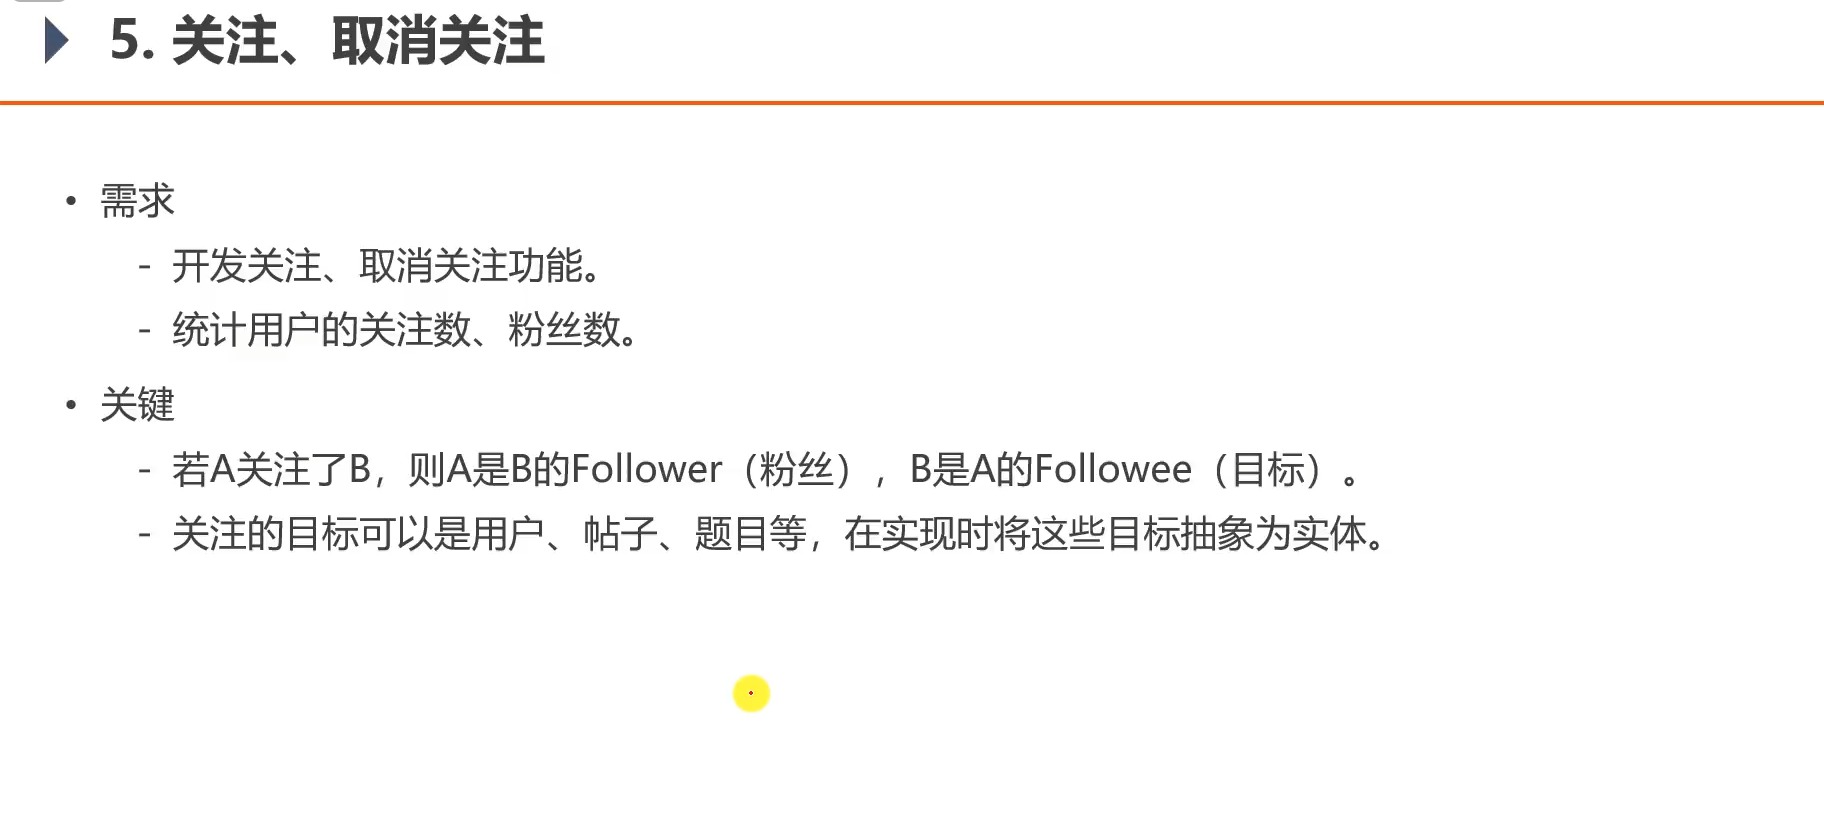 5. 关注、取消关注
• 需求
- 开发关注、取消关注功能。
- 统计用户的关注数、粉丝数。
• 关键
- 若A关注了B，则A是B的Follower（粉丝），B是A的Followee（目标）。
- 关注的目标可以是用户、帖子、题目等，在实现时将这些目标抽象为实体。